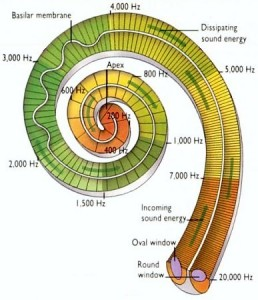 Basilar membrane
4,000 Hz
Dissipating
sound energy
3,000 Hz
Apex
5,000 Hz
800 Hz
600 Hz
200 Hz
400 Hz
1,000 Hz
2,000 Hz
7,000 Hz
1,500 Hz
Incoming
sound energy
Oval window
Round
window
20,000 Hz